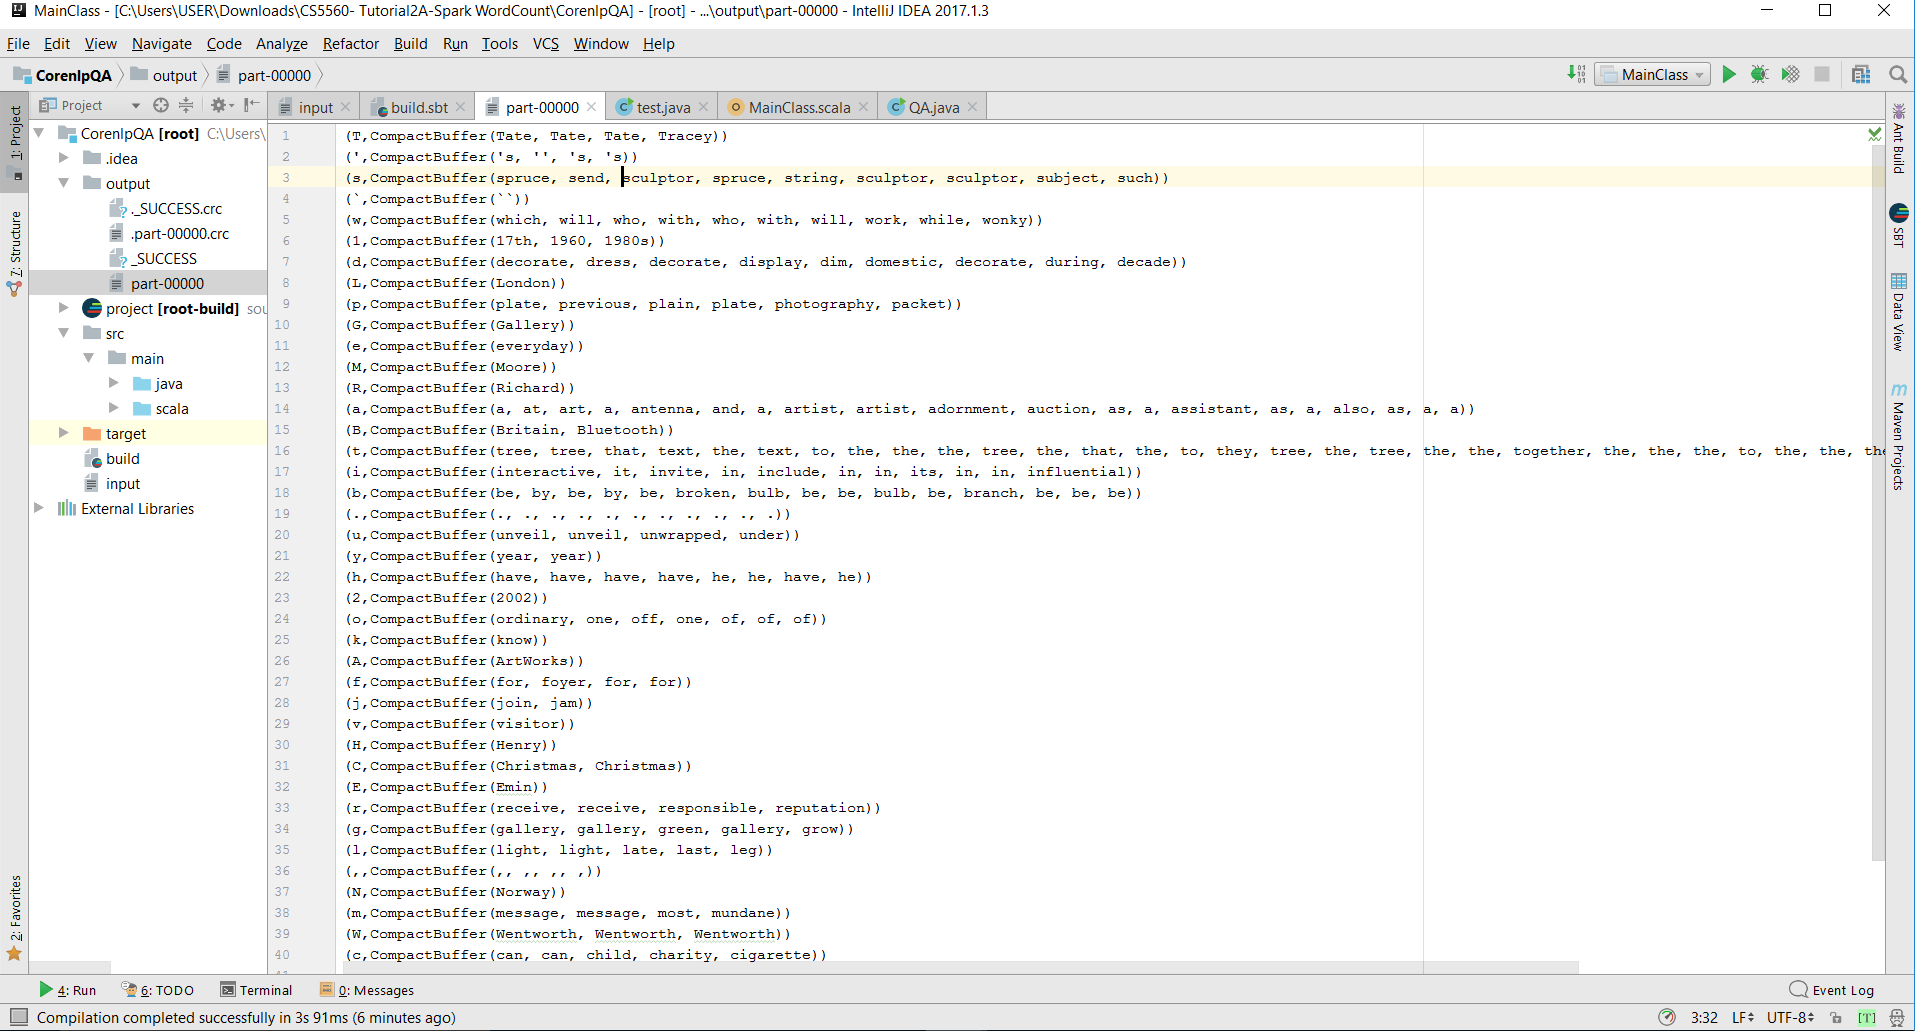 MainClass - [C:\Users\USER\Downloads\CS5560- Tutorial2A-Spark WordCount\CorenlpQA] - [root] - ...\output\part-00000 - IntelliJ IDEA 2017.1.3
File Edit View Navigate Code Analyze Refactor Build Run Tools VCS Window Help
CorenlpQA output part-00000 MainClass
Project input build.sbt part-00000 test.java MainClass.scala QA.java
1: Project
7: Structure
2: Favorites
CorenlpQA [root] C:\Users\
.idea
output
._SUCCESS.crc
.part-00000.crc
_SUCCESS
part-00000
project [root-build] sou
src
main
java
scala
target
build
input
External Libraries
1 (T,CompactBuffer(Tate, Tate, Tate, Tracey))
2 (',CompactBuffer('s, '', 's, 's))
3 (s,CompactBuffer(spruce, send, sculptor, spruce, string, sculptor, sculptor, subject, such))
4 (`,CompactBuffer(``))
5 (w,CompactBuffer(which, will, who, with, who, with, will, work, while, wonky))
6 (1,CompactBuffer(17th, 1960, 1980s))
7 (d,CompactBuffer(decorate, dress, decorate, display, dim, domestic, decorate, during, decade))
8 (L,CompactBuffer(London))
9 (p,CompactBuffer(plate, previous, plain, plate, photography, packet))
10 (G,CompactBuffer(Gallery))
11 (e,CompactBuffer(everyday))
12 (M,CompactBuffer(Moore))
13 (R,CompactBuffer(Richard))
14 (a,CompactBuffer(a, at, art, a, antenna, and, a, artist, artist, adornment, auction, as, a, assistant, as, a, also, as, a, a))
15 (B,CompactBuffer(Britain, Bluetooth))
16 (t,CompactBuffer(tree, tree, that, text, the, text, to, the, the, the, tree, the, that, the, to, they, tree, the, tree, the, the, together, the, the, the, to, the, the, the
17 (i,CompactBuffer(interactive, it, invite, in, include, in, in, its, in, in, influential))
18 (b,CompactBuffer(be, by, be, by, be, broken, bulb, be, be, bulb, be, branch, be, be, be))
19 (.,CompactBuffer(., ., ., ., ., ., ., ., ., ., .))
20 (u,CompactBuffer(unveil, unveil, unwrapped, under))
21 (y,CompactBuffer(year, year))
22 (h,CompactBuffer(have, have, have, have, he, he, have, he))
23 (2,CompactBuffer(2002))
24 (o,CompactBuffer(ordinary, one, off, one, of, of, of))
25 (k,CompactBuffer(know))
26 (A,CompactBuffer(ArtWorks))
27 (f,CompactBuffer(for, foyer, for, for))
28 (j,CompactBuffer(join, jam))
29 (v,CompactBuffer(visitor))
30 (H,CompactBuffer(Henry))
31 (C,CompactBuffer(Christmas, Christmas))
32 (E,CompactBuffer(Emin))
33 (r,CompactBuffer(receive, receive, responsible, reputation))
34 (g,CompactBuffer(gallery, gallery, green, gallery, grow))
35 (l,CompactBuffer(light, light, late, last, leg))
36 (,,CompactBuffer(,, ,, ,, ,))
37 (N,CompactBuffer(Norway))
38 (m,CompactBuffer(message, message, most, mundane))
39 (W,CompactBuffer(Wentworth, Wentworth, Wentworth))
40 (c,CompactBuffer(can, can, child, charity, cigarette))
Ant Build
SBT
Data View
Maven Projects
4: Run 6: TODO Terminal 0: Messages Event Log
Compilation completed successfully in 3s 91ms (6 minutes ago) 3:32 LF UTF-8 [T]